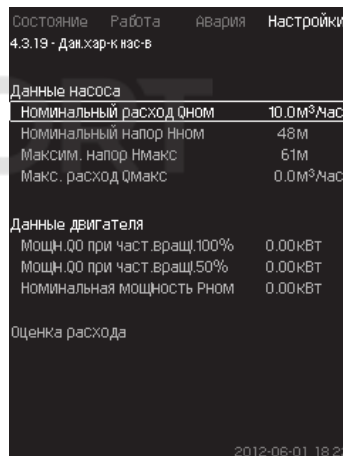 Состояние Работа Авария Настройки
4.3.19 - Дан.хар-к нас-в
Данные насоса
Номинальный расход Qном 10.0м³/час
Номинальный напор Hном 48м
Максим. напор Hмакс 61м
Макс. расход Qмакс 0.0м³/час
Данные двигателя
Мощн.Q0 при част.вращ.100% 0.00кВт
Мощн.Q0 при част.вращ.50% 0.00кВт
Номинальная мощность Pном 0.00кВт
Оценка расхода
2012-06-01 18:2